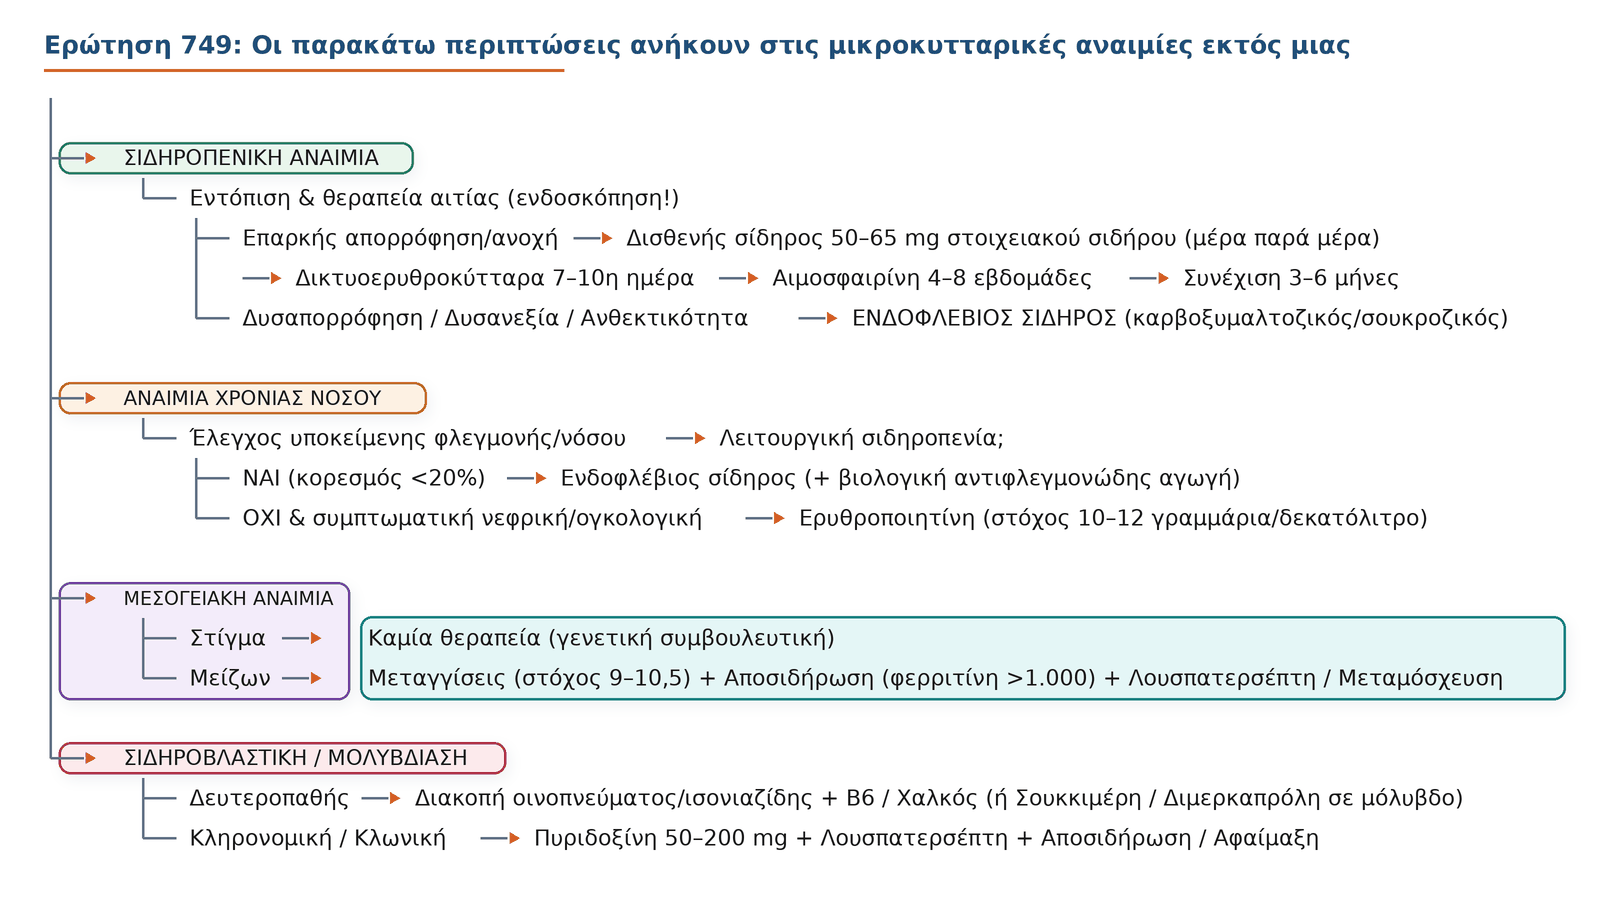 Ερώτηση 749: Οι παρακάτω περιπτώσεις ανήκουν στις μικροκυτταρικές αναιμίες εκτός μιας
ΣΙΔΗΡΟΠΕΝΙΚΗ ΑΝΑΙΜΙΑ
Εντόπιση & θεραπεία αιτίας (ενδοσκόπηση!)
Επαρκής απορρόφηση/ανοχή Δισθενής σίδηρος 50–65 mg στοιχειακού σιδήρου (μέρα παρά μέρα)
Δικτυοερυθροκύτταρα 7–10η ημέρα Αιμοσφαιρίνη 4–8 εβδομάδες Συνέχιση 3–6 μήνες
Δυσαπορρόφηση / Δυσανεξία / Ανθεκτικότητα ΕΝΔΟΦΛΕΒΙΟΣ ΣΙΔΗΡΟΣ (καρβοξυμαλτοζικός/σουκροζικός)
ΑΝΑΙΜΙΑ ΧΡΟΝΙΑΣ ΝΟΣΟΥ
Έλεγχος υποκείμενης φλεγμονής/νόσου Λειτουργική σιδηροπενία;
ΝΑΙ (κορεσμός <20%) Ενδοφλέβιος σίδηρος (+ βιολογική αντιφλεγμονώδης αγωγή)
ΟΧΙ & συμπτωματική νεφρική/ογκολογική Ερυθροποιητίνη (στόχος 10–12 γραμμάρια/δεκατόλιτρο)
ΜΕΣΟΓΕΙΑΚΗ ΑΝΑΙΜΙΑ
Στίγμα Καμία θεραπεία (γενετική συμβουλευτική)
Μείζων Μεταγγίσεις (στόχος 9–10,5) + Αποσιδήρωση (φερριτίνη >1.000) + Λουσπατερσέπτη / Μεταμόσχευση
ΣΙΔΗΡΟΒΛΑΣΤΙΚΗ / ΜΟΛΥΒΔΙΑΣΗ
Δευτεροπαθής Διακοπή οινοπνεύματος/ισονιαζίδης + Β6 / Χαλκός (ή Σουκκιμέρη / Διμερκαπρόλη σε μόλυβδο)
Κληρονομική / Κλωνική Πυριδοξίνη 50–200 mg + Λουσπατερσέπτη + Αποσιδήρωση / Αφαίμαξη